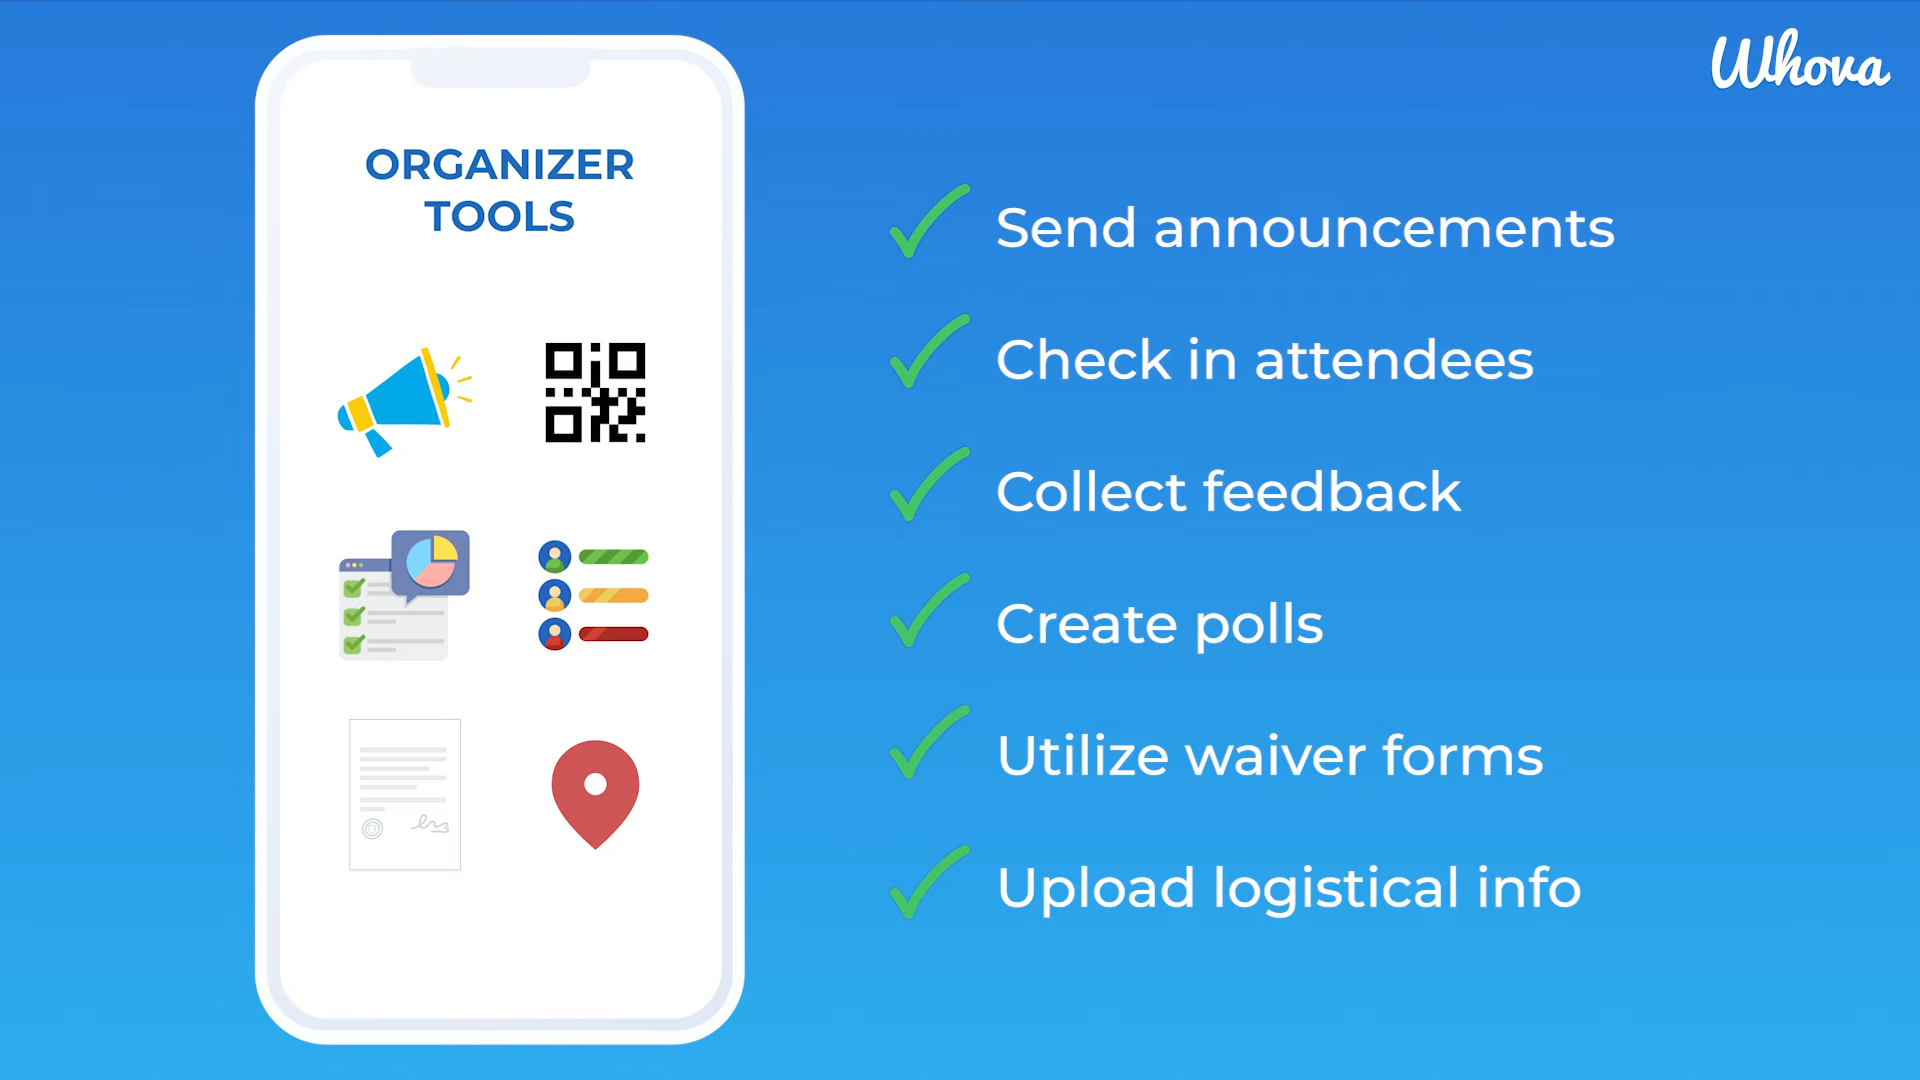 Whova
ORGANIZER
TOOLS
Send announcements
Check in attendees
Collect feedback
Create polls
Utilize waiver forms
Upload logistical info